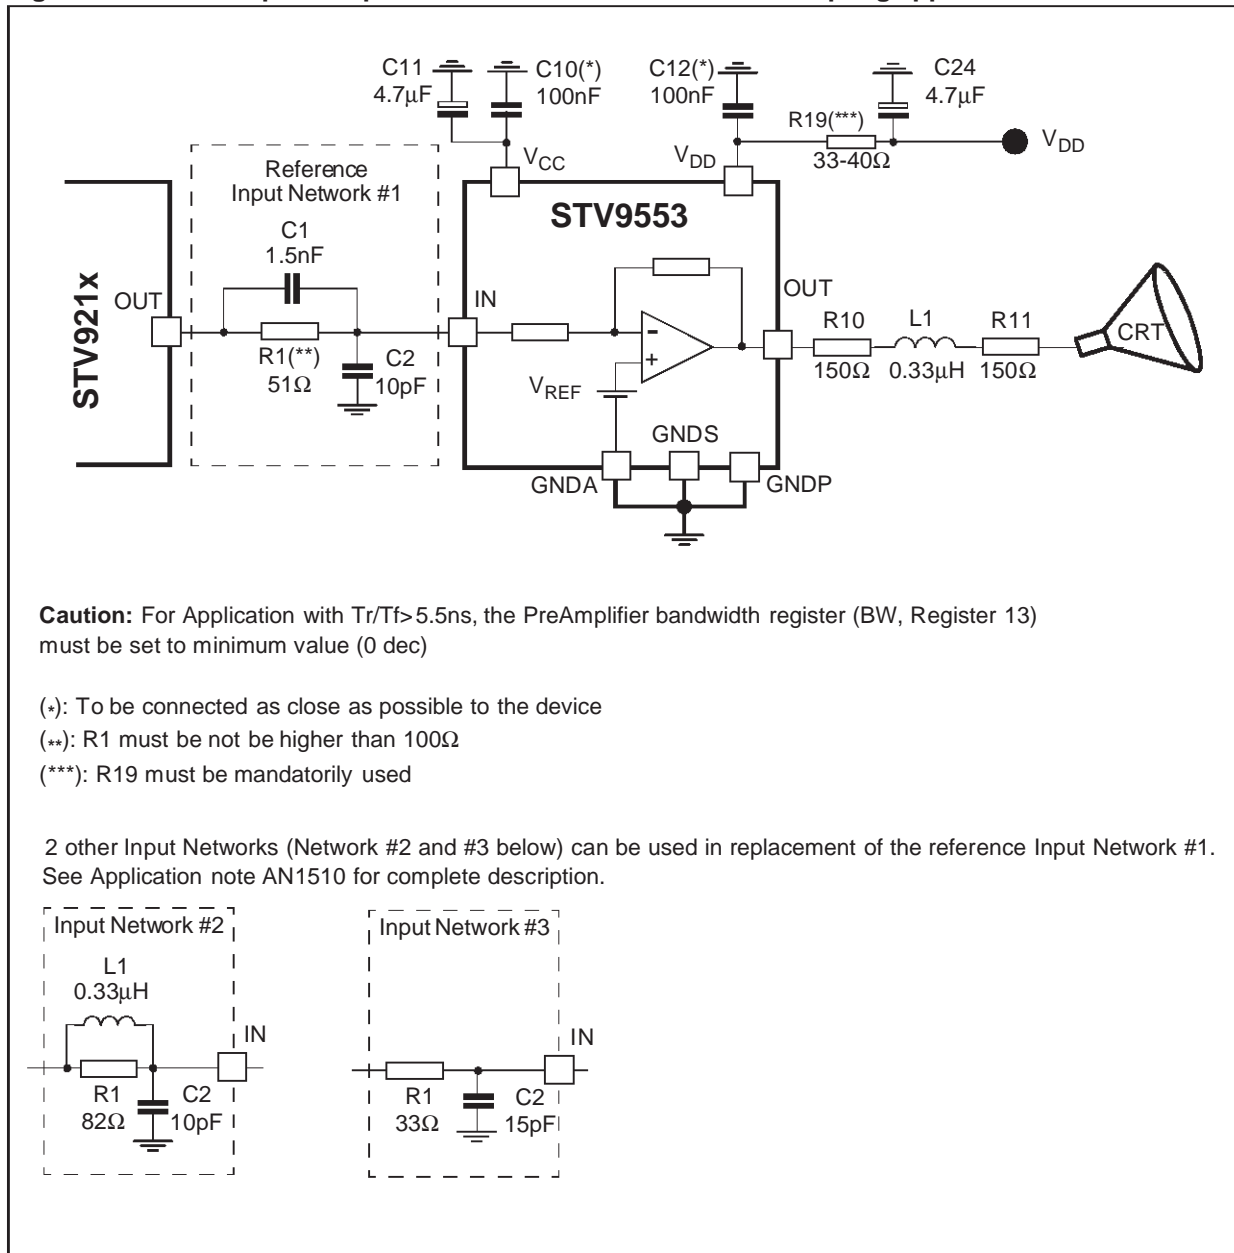 C11
4.7μF
C10(*)
100nF
C12(*)
100nF
C24
4.7μF
R19(***)
33-40Ω
VDD
VCC
VDD
Reference
Input Network #1
STV9553
C1
1.5nF
STV921x
OUT
IN
OUT
R1(**)
51Ω
C2
10pF
VREF
R10
150Ω
L1
0.33μH
R11
150Ω
CRT
GNDS
GNDA
GNDP
Caution: For Application with Tr/Tf>5.5ns, the PreAmplifier bandwidth register (BW, Register 13)
must be set to minimum value (0 dec)
(*): To be connected as close as possible to the device
(**): R1 must be not be higher than 100Ω
(***): R19 must be mandatorily used
2 other Input Networks (Network #2 and #3 below) can be used in replacement of the reference Input Network #1.
See Application note AN1510 for complete description.
Input Network #2
L1
0.33μH
IN
R1
82Ω
C2
10pF
Input Network #3
IN
R1
33Ω
C2
15pF